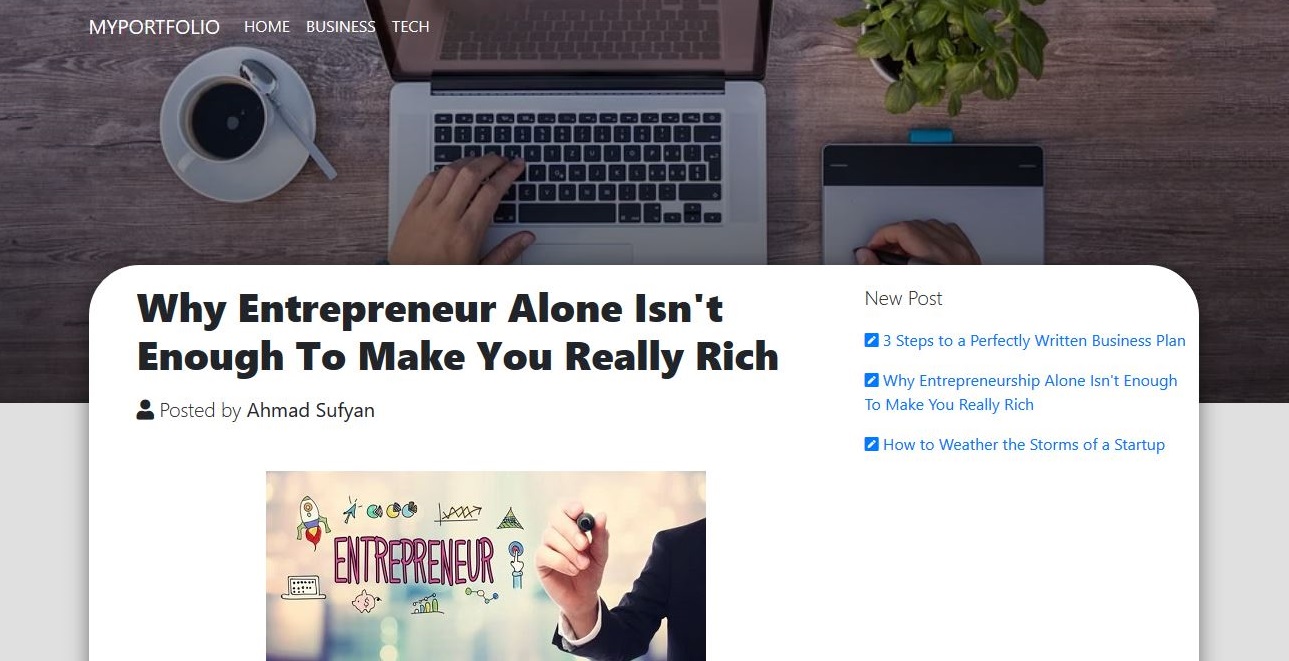 MYPORTFOLIO HOME BUSINESS TECH
Why Entrepreneur Alone Isn't
Enough To Make You Really Rich
Posted by Ahmad Sufyan
New Post
3 Steps to a Perfectly Written Business Plan
Why Entrepreneurship Alone Isn't Enough
To Make You Really Rich
How to Weather the Storms of a Startup
ENTREPRENEUR